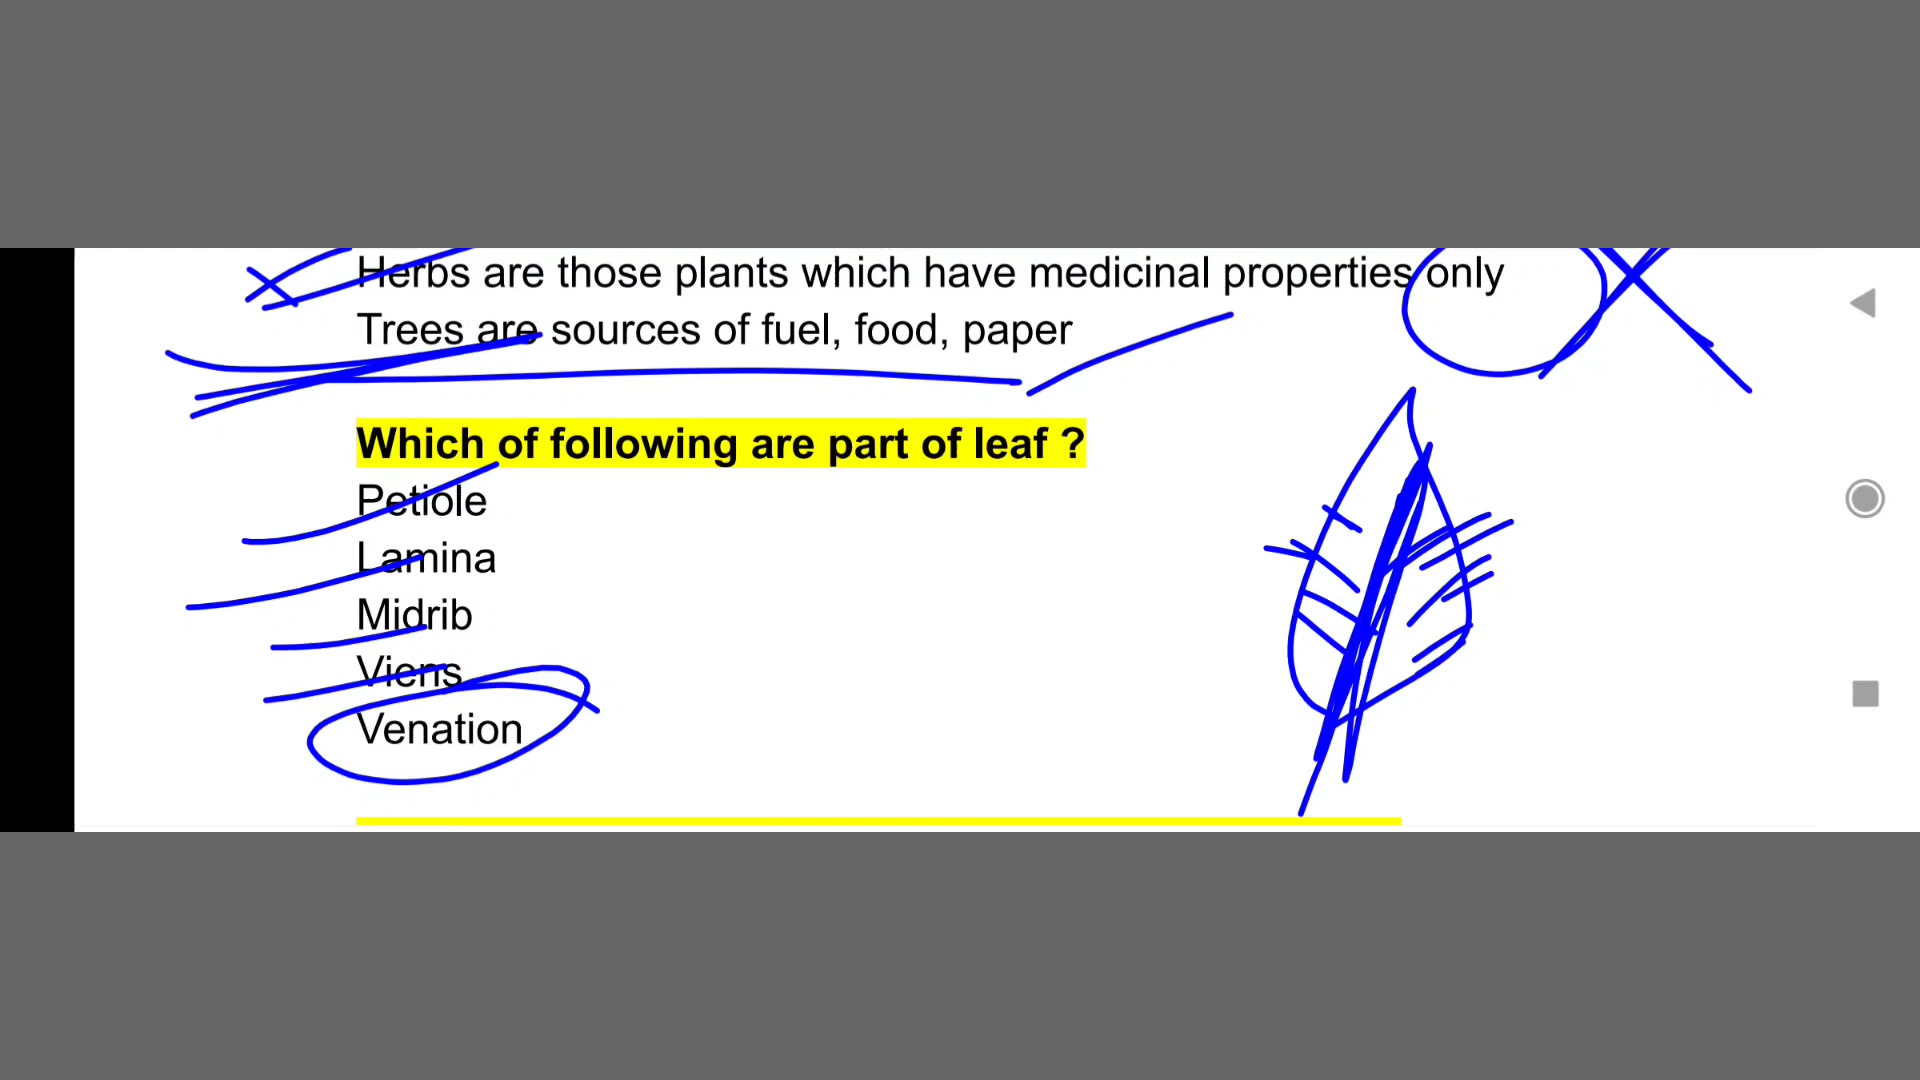 Herbs are those plants which have medicinal properties only
Trees are sources of fuel, food, paper
Which of following are part of leaf ?
Petiole
Lamina
Midrib
Viens
Venation